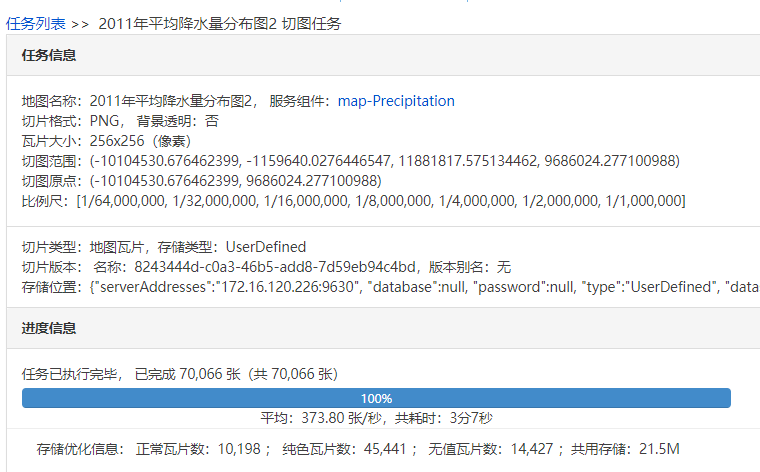 任务列表 >> 2011年平均降水量分布图2 切图任务
任务信息
地图名称：2011年平均降水量分布图2， 服务组件：map-Precipitation
切片格式：PNG， 背景透明：否
瓦片大小：256x256（像素）
切图范围：(-10104530.676462399, -1159640.0276446547, 11881817.575134462, 9686024.277100988)
切图原点：(-10104530.676462399, 9686024.277100988)
比例尺：[1/64,000,000, 1/32,000,000, 1/16,000,000, 1/8,000,000, 1/4,000,000, 1/2,000,000, 1/1,000,000]
切片类型：地图瓦片，存储类型：UserDefined
切片版本： 名称：8243444d-c0a3-46b5-add8-7d59eb94c4bd，版本别名：无
存储位置：{"serverAddresses":"172.16.120.226:9630", "database":null, "password":null, "type":"UserDefined", "data
进度信息
任务已执行完毕， 已完成 70,066 张（共 70,066 张）
100%
平均：373.80 张/秒，共耗时：3分7秒
存储优化信息： 正常瓦片数：10,198 ； 纯色瓦片数：45,441 ； 无值瓦片数：14,427 ；共用存储：21.5M